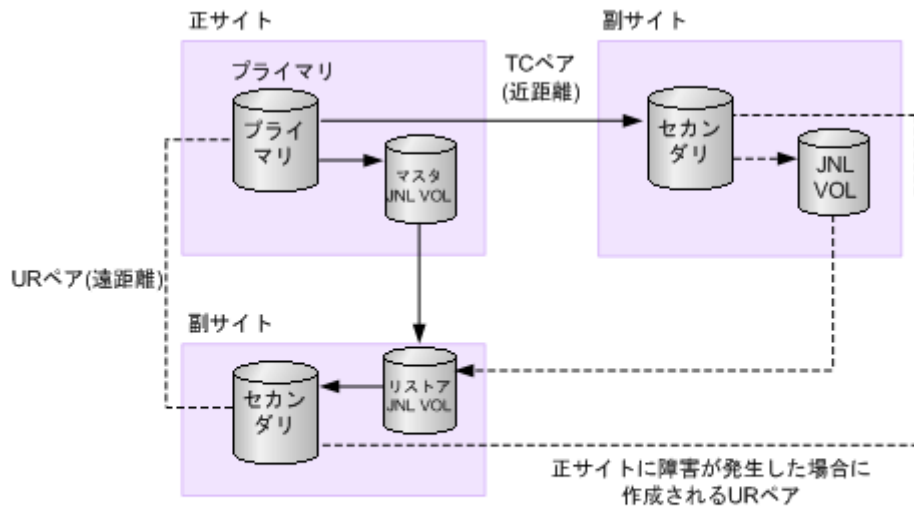 正サイト
プライマリ
プライ
マリ
マスタ
JNL VOL
TCペア
(近距離)
副サイト
セカン
ダリ
JNL
VOL
URペア(遠距離)
副サイト
セカン
ダリ
リストア
JNL VOL
正サイトに障害が発生した場合に
作成されるURペア